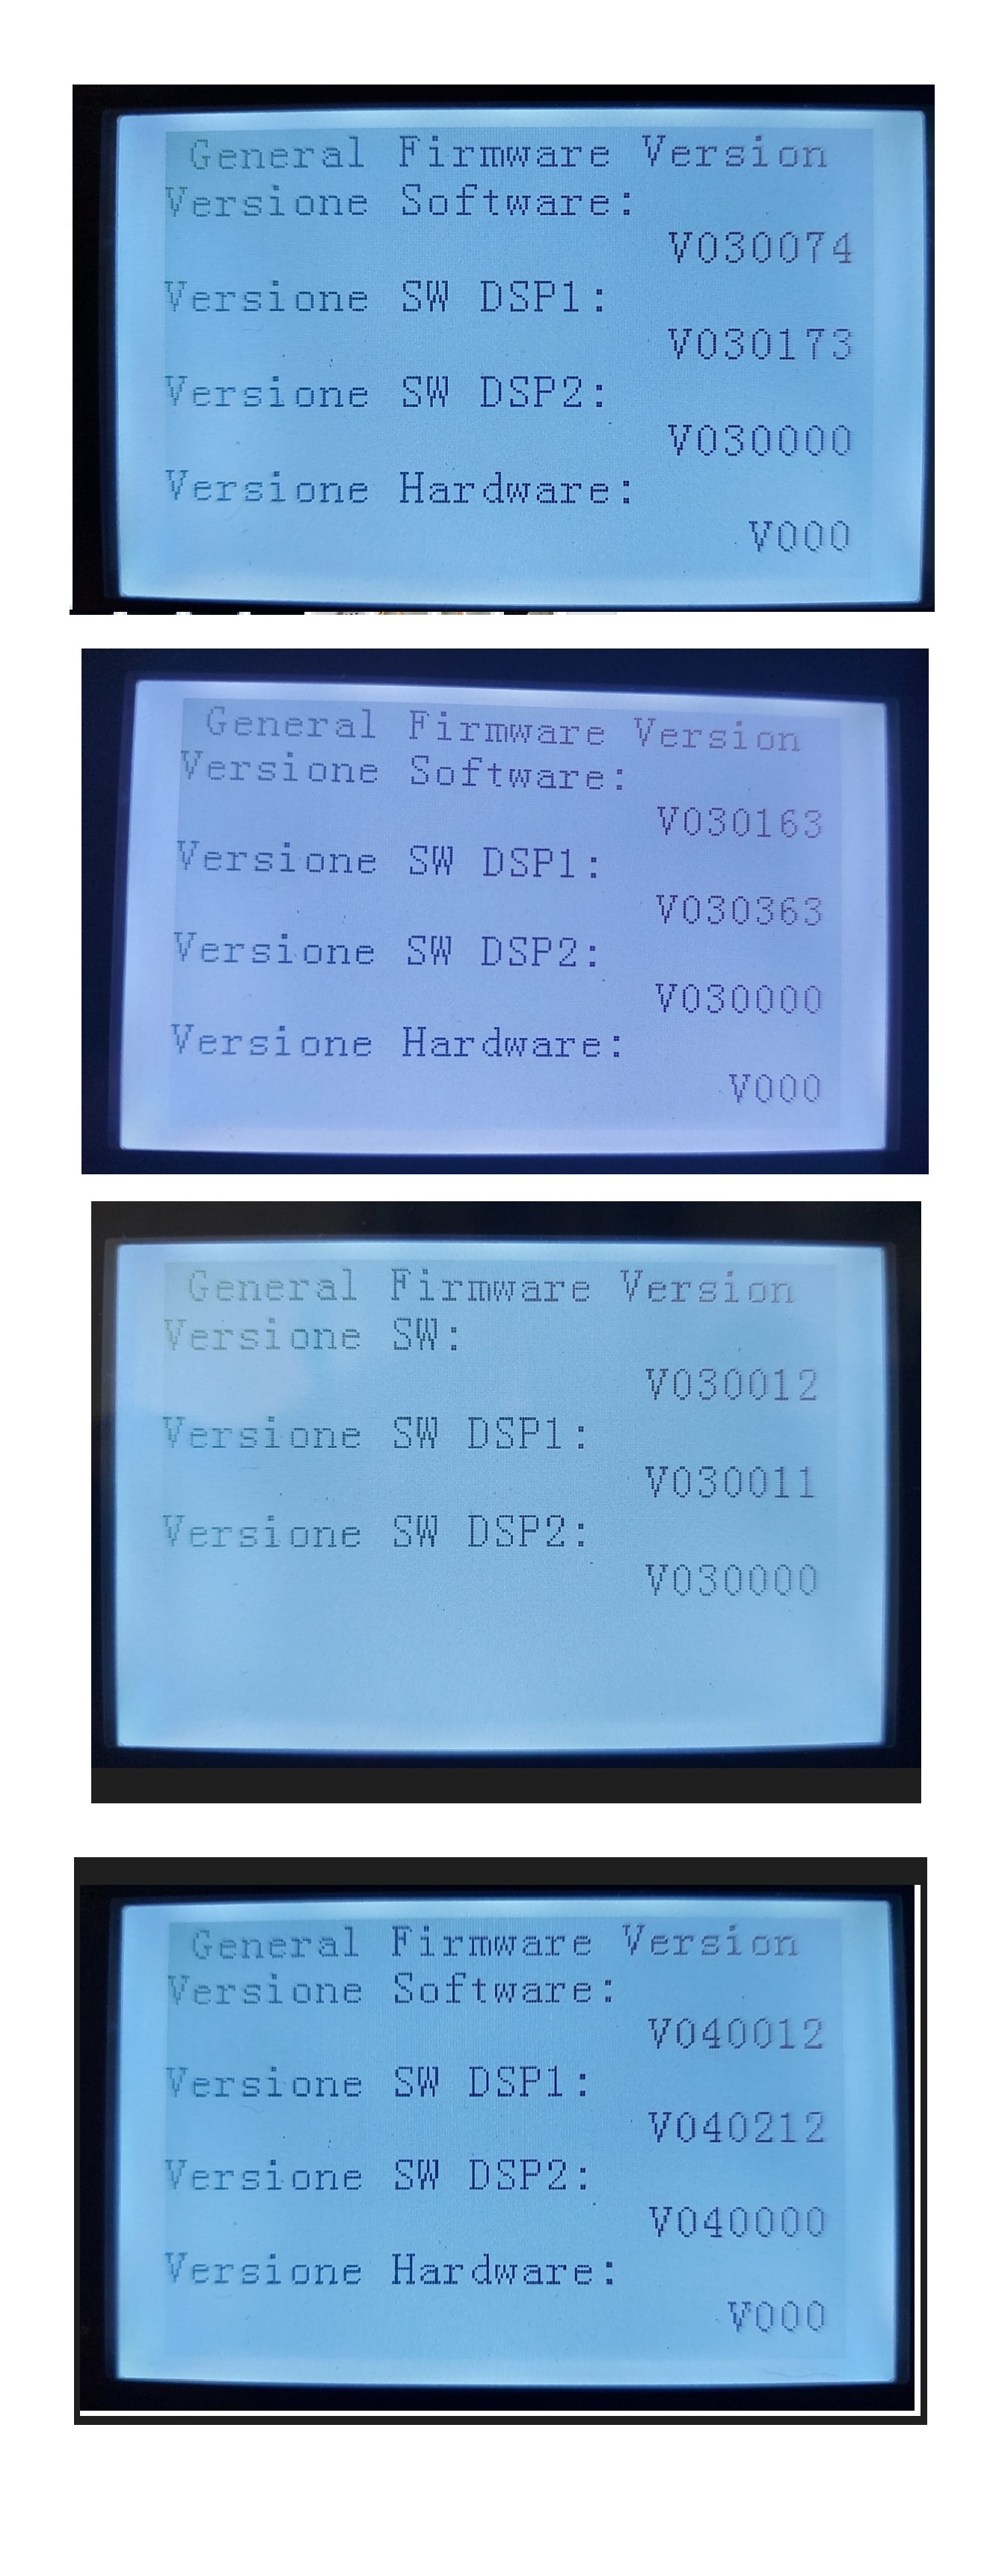 General Firmware Version
Versione Software:
V030074
Versione SW DSP1:
V030173
Versione SW DSP2:
V030000
Versione Hardware:
V000
General Firmware Version
Versione Software:
V030163
Versione SW DSP1:
V030363
Versione SW DSP2:
V030000
Versione Hardware:
V000
General Firmware Version
Versione SW:
V030012
Versione SW DSP1:
V030011
Versione SW DSP2:
V030000
General Firmware Version
Versione Software:
V040012
Versione SW DSP1:
V040212
Versione SW DSP2:
V040000
Versione Hardware:
V000